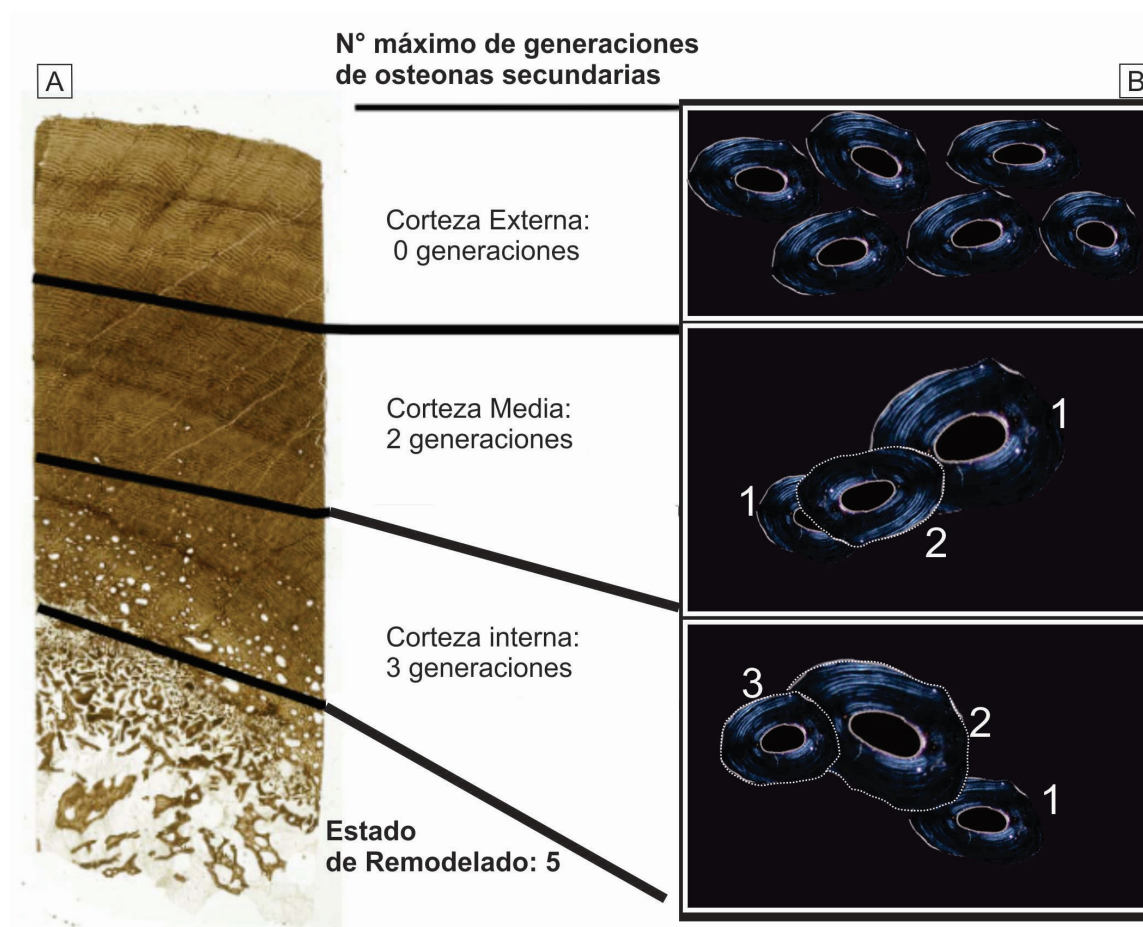 N° máximo de generaciones
de osteonas secundarias
A
B
Corteza Externa:
0 generaciones
Corteza Media:
2 generaciones
1
1
2
Corteza interna:
3 generaciones
3
2
1
Estado
de Remodelado: 5